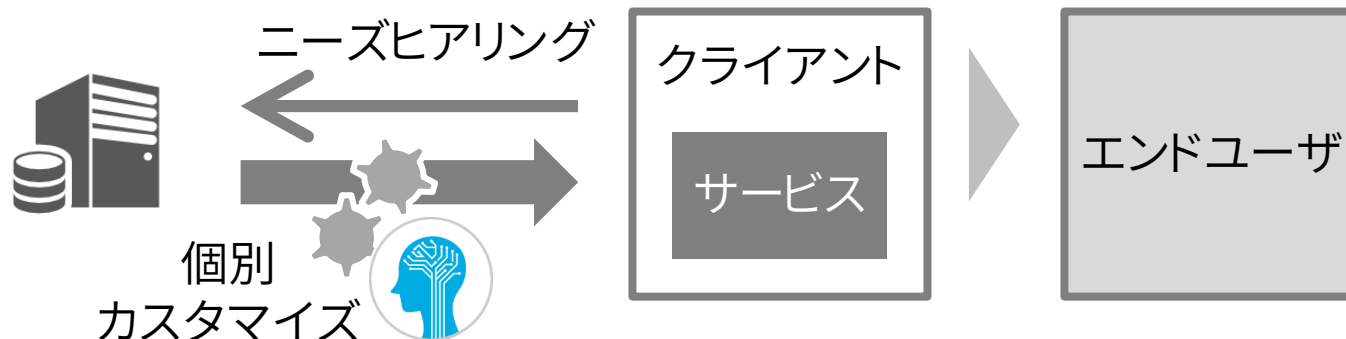 ニーズヒアリング
クライアント
サービス
エンドユーザ
個別
カスタマイズ